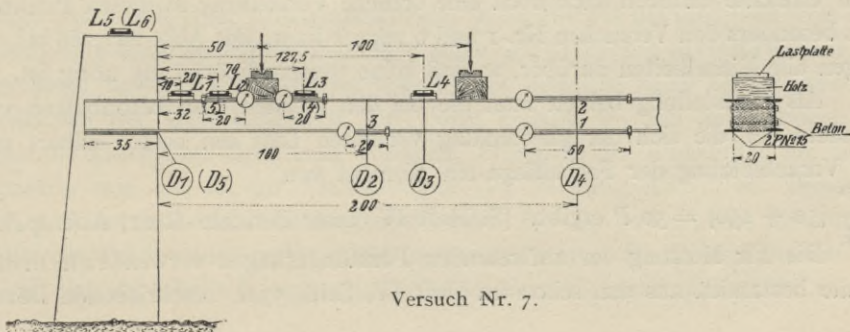 L5 (L6)
50
100
127,5
70
20
10
L1
L2
L3
L4
32
(5)
20
20
(4)
2
3
1
35
20
50
100
D1 (D5)
D2
D3
D4
200
Lastplatte
Holz
Beton
2 PNo 15
20
Versuch Nr. 7.